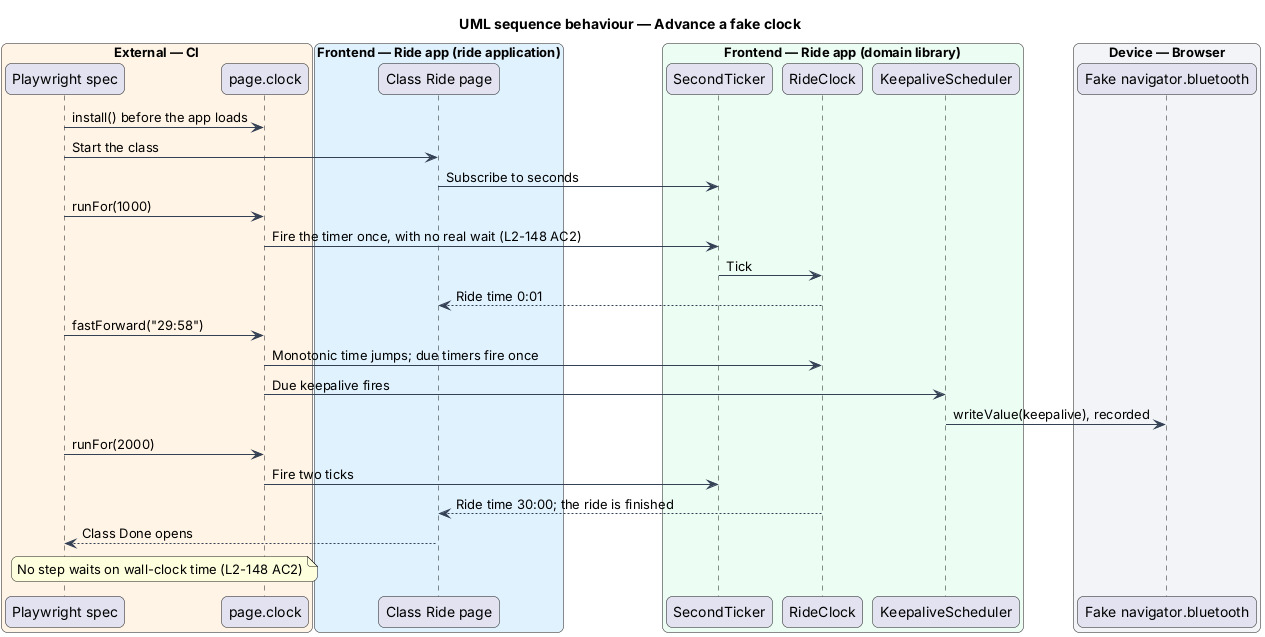 UML sequence behaviour — Advance a fake clock
External — CI
Frontend — Ride app (ride application)
Frontend — Ride app (domain library)
Device — Browser
Playwright spec
page.clock
Class Ride page
SecondTicker
RideClock
KeepaliveScheduler
Fake navigator.bluetooth
install() before the app loads
Start the class
Subscribe to seconds
runFor(1000)
Fire the timer once, with no real wait (L2-148 AC2)
Tick
Ride time 0:01
fastForward("29:58")
Monotonic time jumps; due timers fire once
Due keepalive fires
writeValue(keepalive), recorded
runFor(2000)
Fire two ticks
Ride time 30:00; the ride is finished
Class Done opens
No step waits on wall-clock time (L2-148 AC2)
Playwright spec
page.clock
Class Ride page
SecondTicker
RideClock
KeepaliveScheduler
Fake navigator.bluetooth